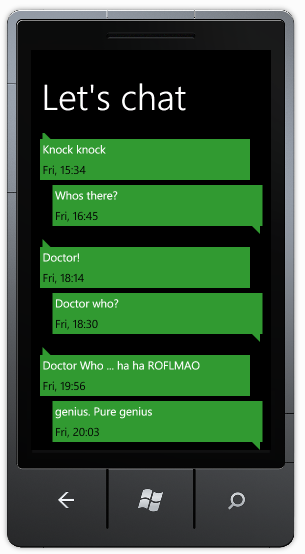 Let's chat
Knock knock
Fri, 15:34
Whos there?
Fri, 16:45
Doctor!
Fri, 18:14
Doctor who?
Fri, 18:30
Doctor Who ... ha ha ROFLMAO
Fri, 19:56
genius. Pure genius
Fri, 20:03